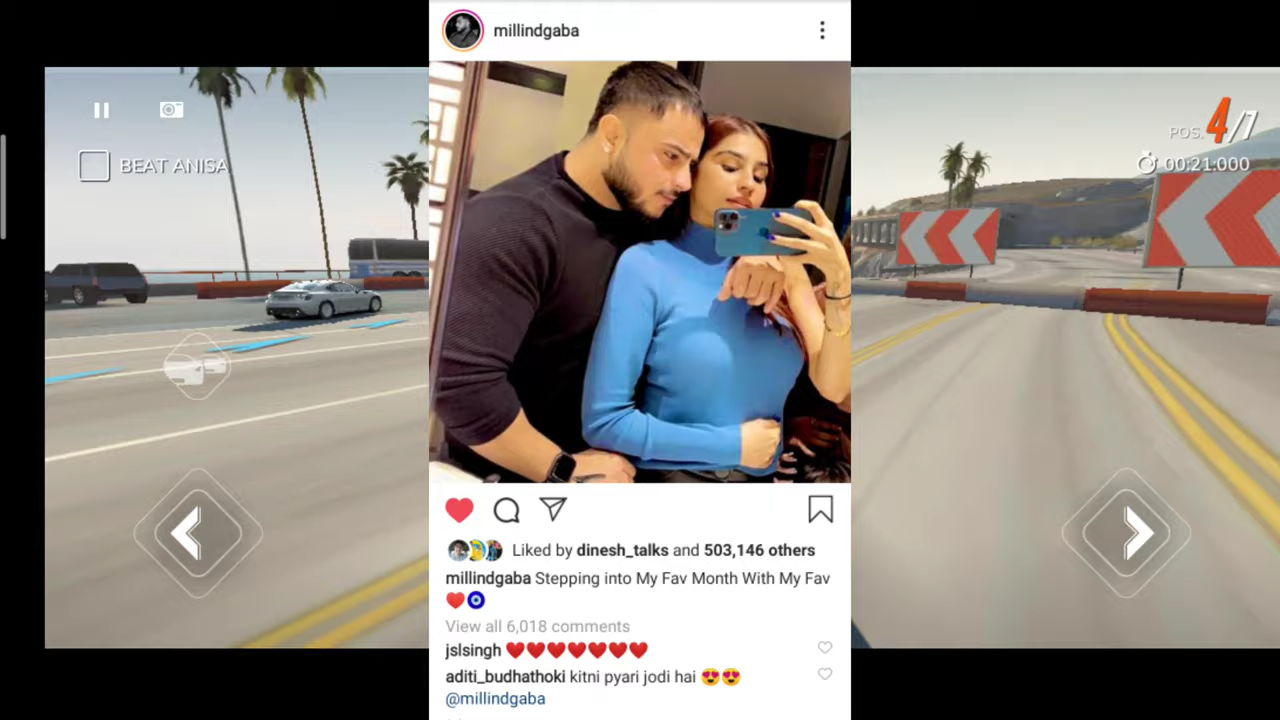 millindgaba
BEAT ANISA
POS. 4/7
00:21:000
Liked by dinesh_talks and 503,146 others
millindgaba Stepping into My Fav Month With My Fav
❤️🧿
View all 6,018 comments
jslsingh ❤️❤️❤️❤️❤️❤️❤️
aditi_budhathoki kitni pyari jodi hai 😍😍
@millindgaba